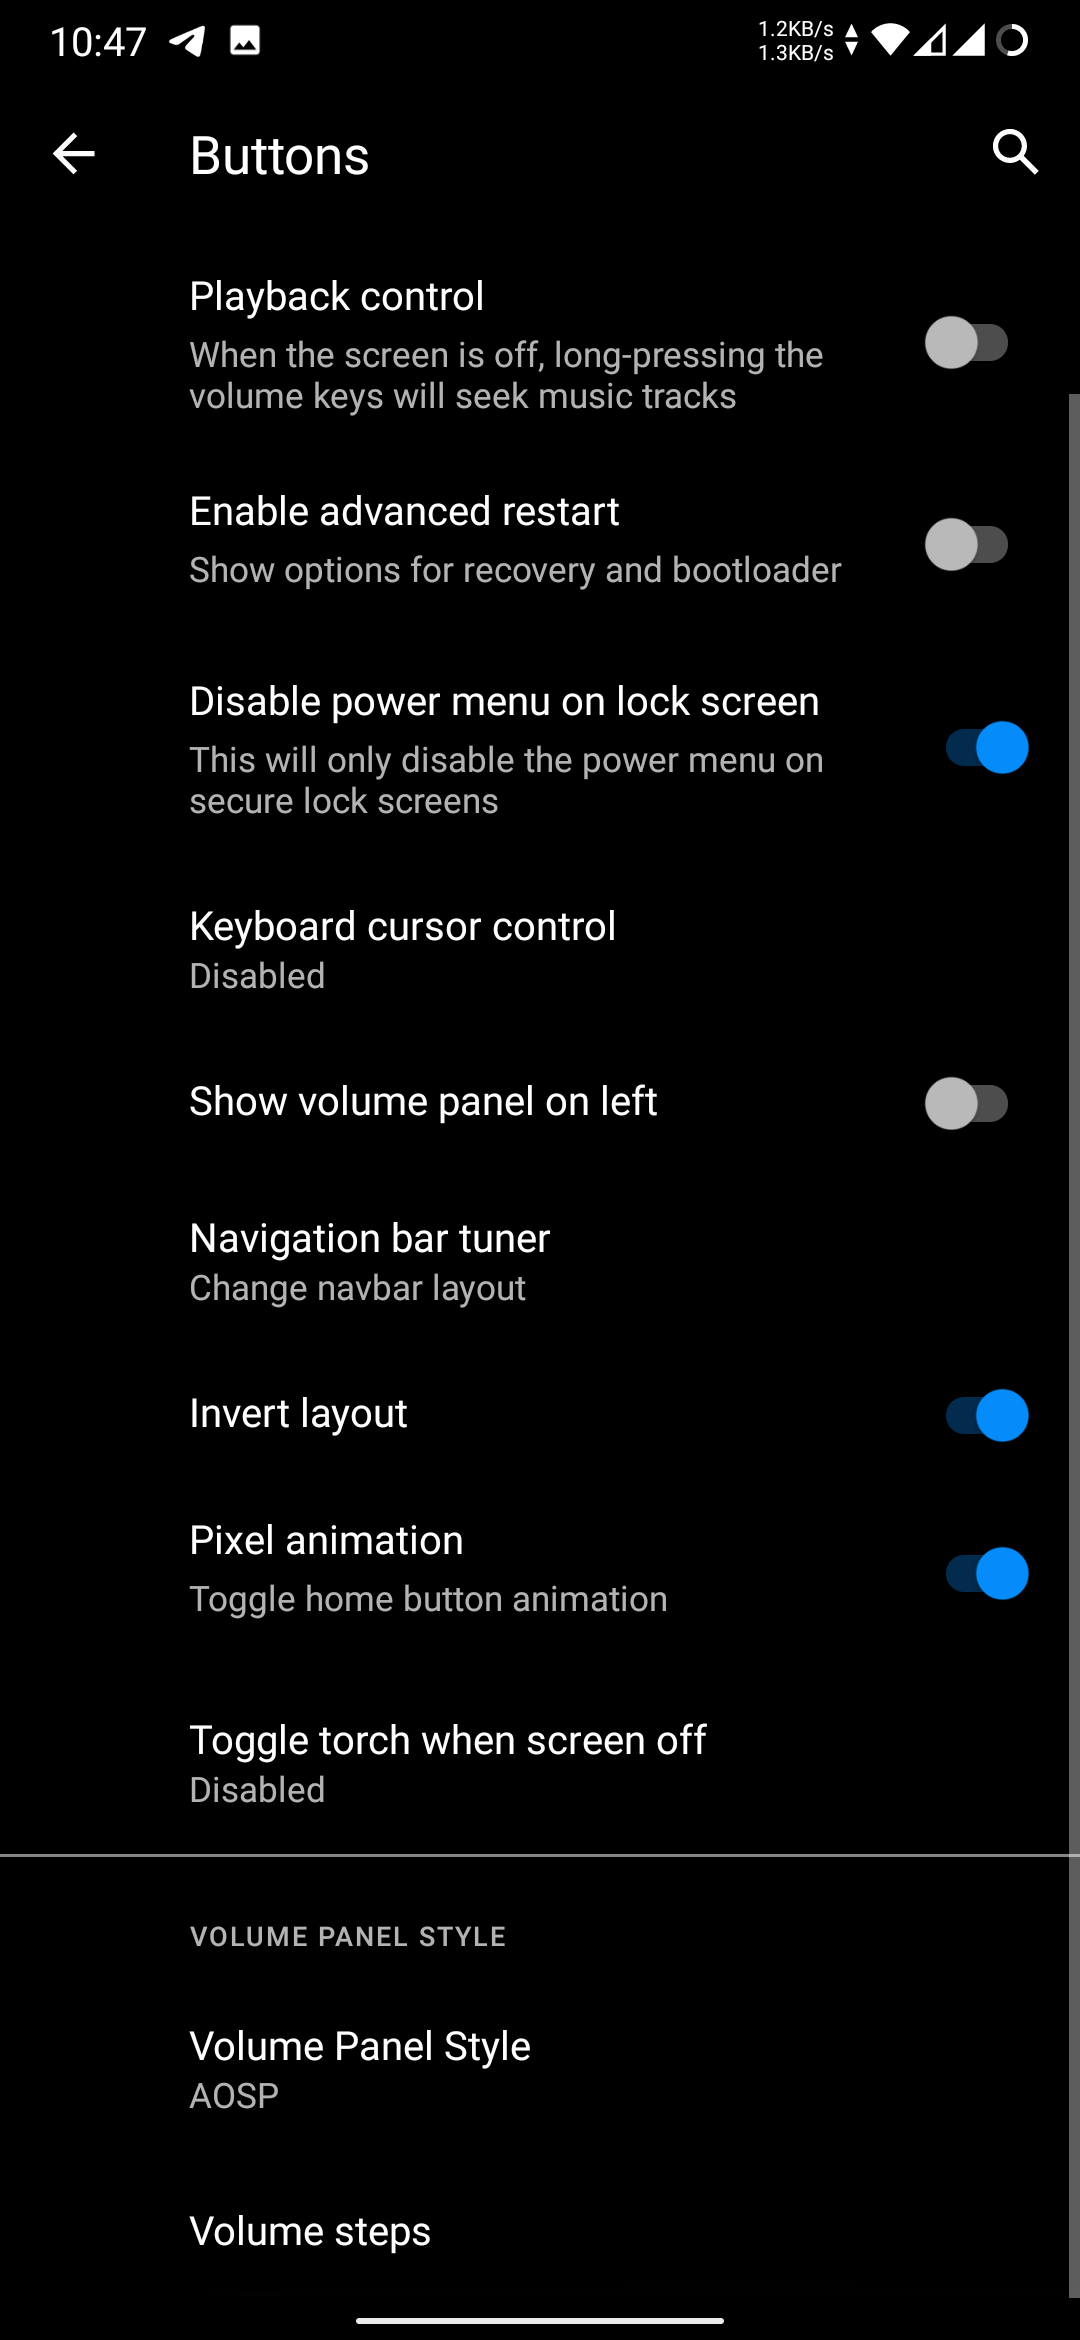 10:47
1.2KB/s
1.3KB/s
Buttons
Playback control
When the screen is off, long-pressing the
volume keys will seek music tracks
Enable advanced restart
Show options for recovery and bootloader
Disable power menu on lock screen
This will only disable the power menu on
secure lock screens
Keyboard cursor control
Disabled
Show volume panel on left
Navigation bar tuner
Change navbar layout
Invert layout
Pixel animation
Toggle home button animation
Toggle torch when screen off
Disabled
VOLUME PANEL STYLE
Volume Panel Style
AOSP
Volume steps